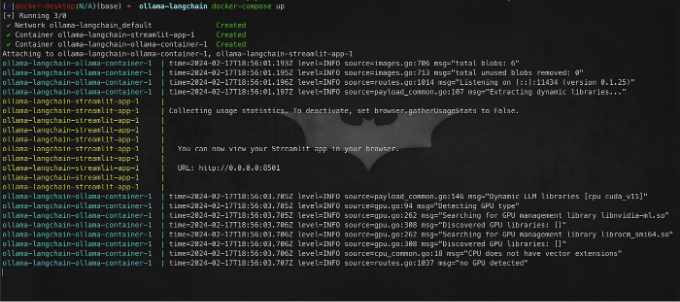 (·|docker-desktop:N/A)(base) → ollama-langchain docker-compose up
[+] Running 3/0
✔ Network ollama-langchain_default Created
✔ Container ollama-langchain-streamlit-app-1 Created
✔ Container ollama-langchain-ollama-container-1 Created
Attaching to ollama-langchain-ollama-container-1, ollama-langchain-streamlit-app-1
ollama-langchain-ollama-container-1 | time=2024-02-17T18:56:01.193Z level=INFO source=images.go:706 msg="total blobs: 6"
ollama-langchain-ollama-container-1 | time=2024-02-17T18:56:01.195Z level=INFO source=images.go:713 msg="total unused blobs removed: 0"
ollama-langchain-ollama-container-1 | time=2024-02-17T18:56:01.196Z level=INFO source=routes.go:1014 msg="Listening on [::]:11434 (version 0.1.25)"
ollama-langchain-ollama-container-1 | time=2024-02-17T18:56:01.197Z level=INFO source=payload_common.go:107 msg="Extracting dynamic libraries..."
ollama-langchain-streamlit-app-1 |
ollama-langchain-streamlit-app-1 | Collecting usage statistics. To deactivate, set browser.gatherUsageStats to False.
ollama-langchain-streamlit-app-1 |
ollama-langchain-streamlit-app-1 |
ollama-langchain-streamlit-app-1 |
ollama-langchain-streamlit-app-1 | You can now view your Streamlit app in your browser.
ollama-langchain-streamlit-app-1 |
ollama-langchain-streamlit-app-1 | URL: http://0.0.0.0:8501
ollama-langchain-streamlit-app-1 |
ollama-langchain-streamlit-app-1 |
ollama-langchain-ollama-container-1 | time=2024-02-17T18:56:03.705Z level=INFO source=payload_common.go:146 msg="Dynamic LLM libraries [cpu cuda_v11]"
ollama-langchain-ollama-container-1 | time=2024-02-17T18:56:03.705Z level=INFO source=gpu.go:94 msg="Detecting GPU type"
ollama-langchain-ollama-container-1 | time=2024-02-17T18:56:03.705Z level=INFO source=gpu.go:262 msg="Searching for GPU management library libnvidia-ml.so"
ollama-langchain-ollama-container-1 | time=2024-02-17T18:56:03.706Z level=INFO source=gpu.go:308 msg="Discovered GPU libraries: []"
ollama-langchain-ollama-container-1 | time=2024-02-17T18:56:03.706Z level=INFO source=gpu.go:262 msg="Searching for GPU management library librocm_smi64.so"
ollama-langchain-ollama-container-1 | time=2024-02-17T18:56:03.706Z level=INFO source=gpu.go:308 msg="Discovered GPU libraries: []"
ollama-langchain-ollama-container-1 | time=2024-02-17T18:56:03.706Z level=INFO source=cpu_common.go:18 msg="CPU does not have vector extensions"
ollama-langchain-ollama-container-1 | time=2024-02-17T18:56:03.707Z level=INFO source=routes.go:1037 msg="no GPU detected"